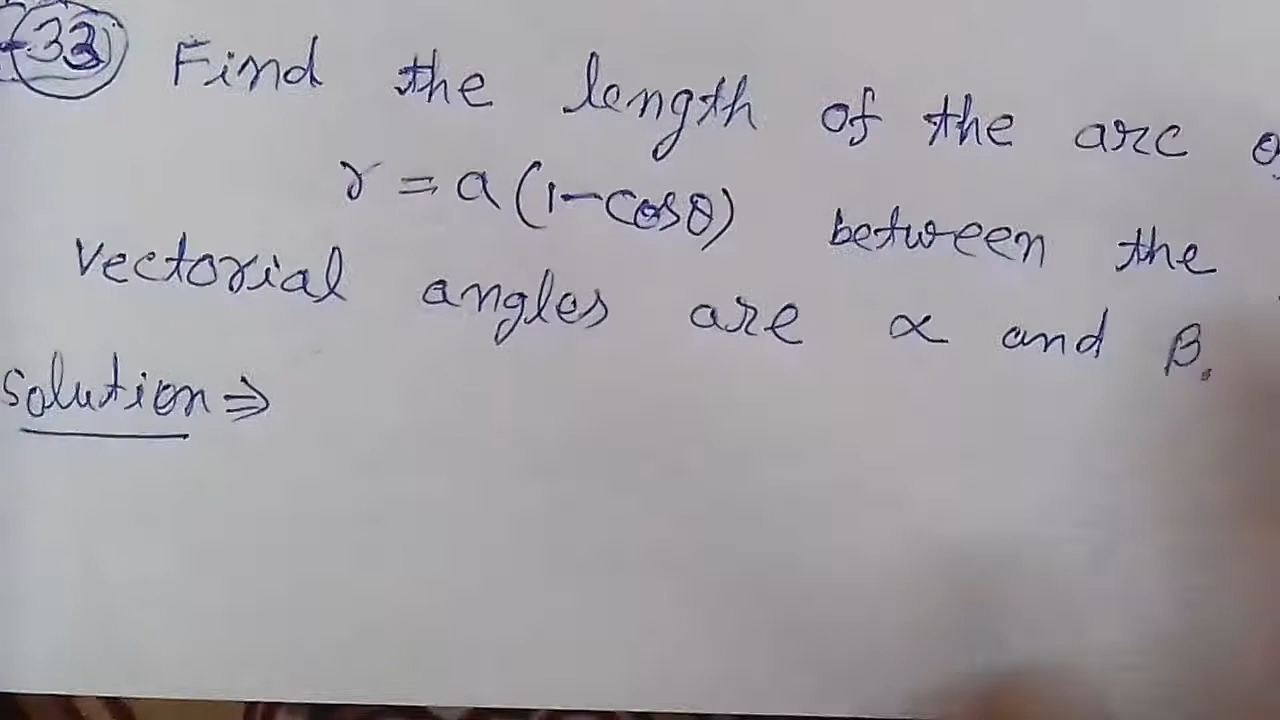 33 Find the length of the arc
r = a(1-cosθ) between the
vectorial angles are α and β.
Solution ⇒